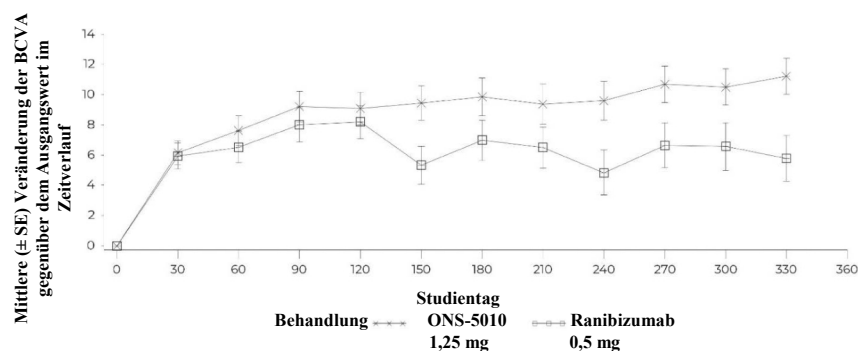 Mittlere (± SE) Veränderung der BCVA
gegenüber dem Ausgangswert im
Zeitverlauf
14
12
10
8
6
4
2
0
0 30 60 90 120 150 180 210 240 270 300 330 360
Studientag
Behandlung ONS-5010 Ranibizumab
1,25 mg 0,5 mg